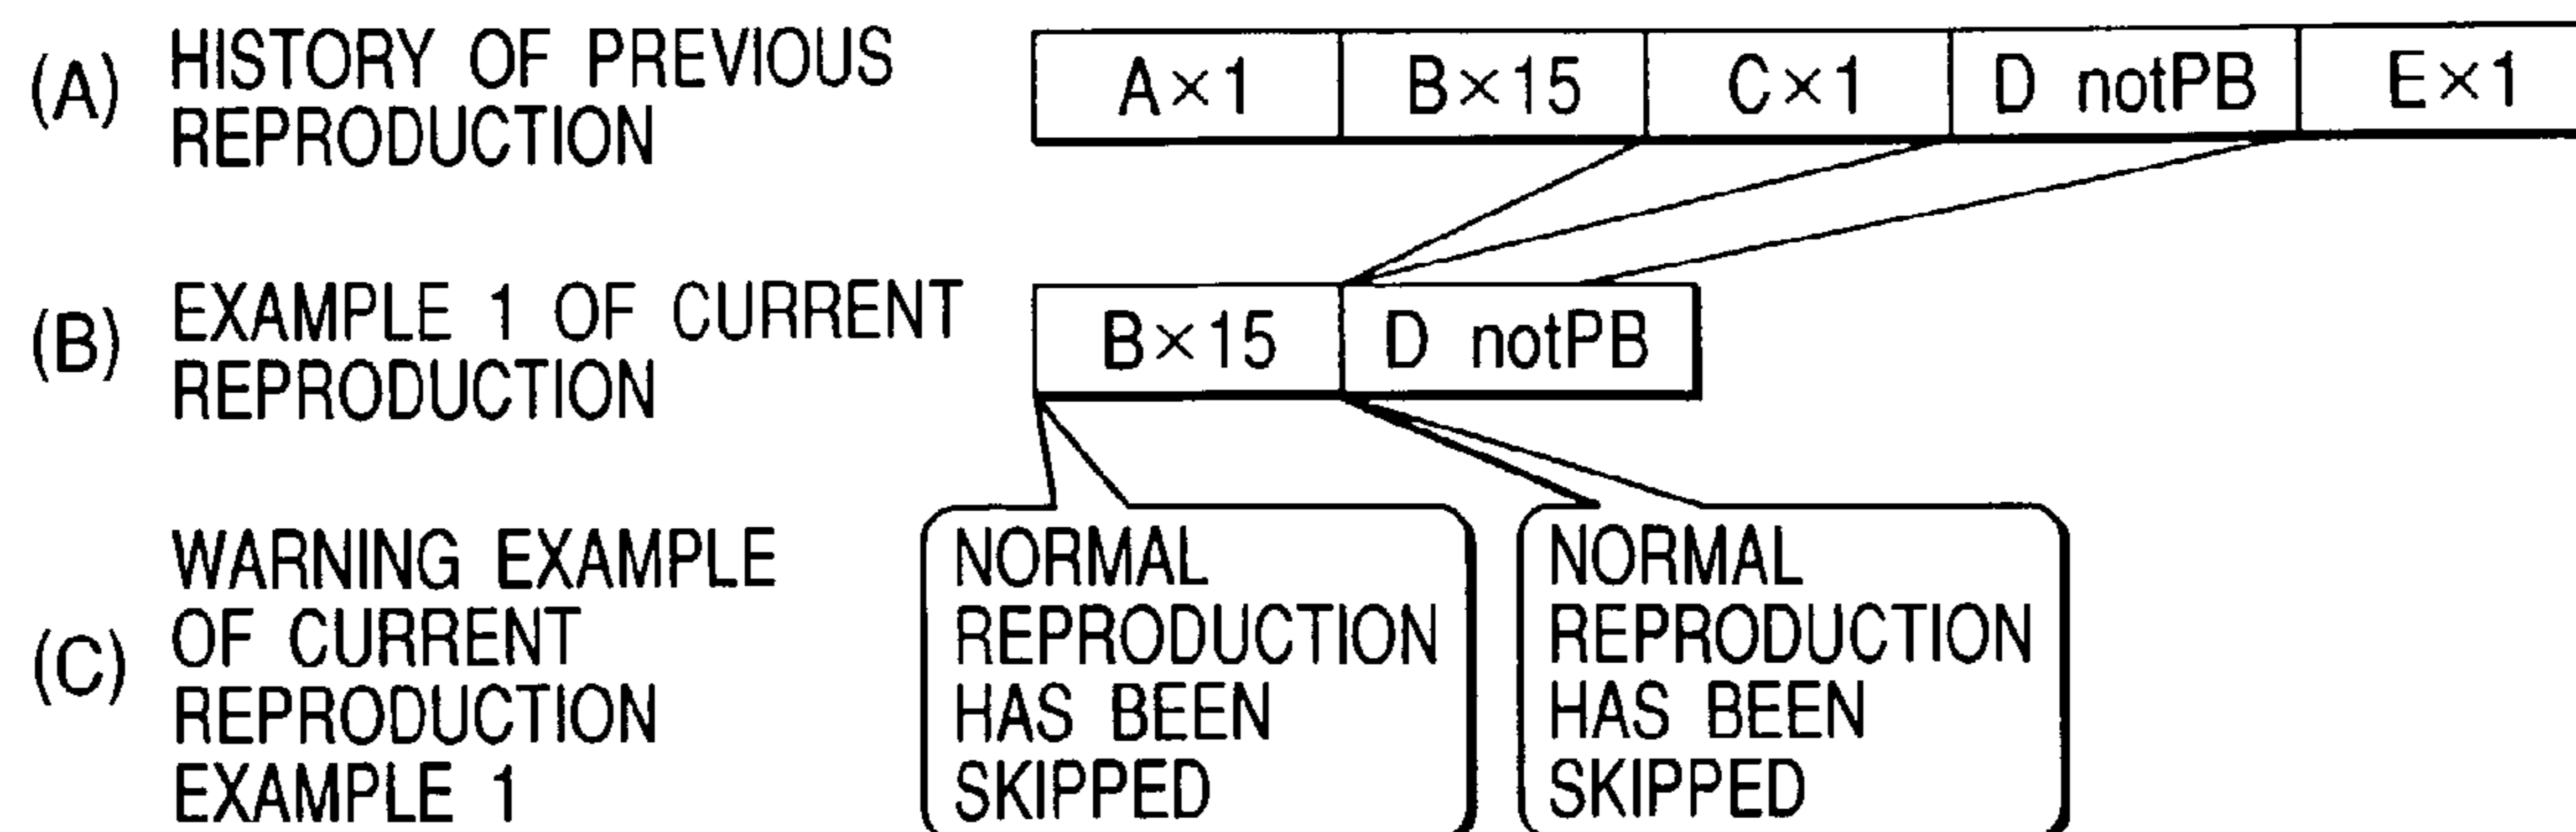 (A) HISTORY OF PREVIOUS
REPRODUCTION
A×1 B×15 C×1 D notPB E×1
(B) EXAMPLE 1 OF CURRENT
REPRODUCTION
B×15 D notPB
(C) WARNING EXAMPLE
OF CURRENT
REPRODUCTION
EXAMPLE 1
NORMAL
REPRODUCTION
HAS BEEN
SKIPPED
NORMAL
REPRODUCTION
HAS BEEN
SKIPPED